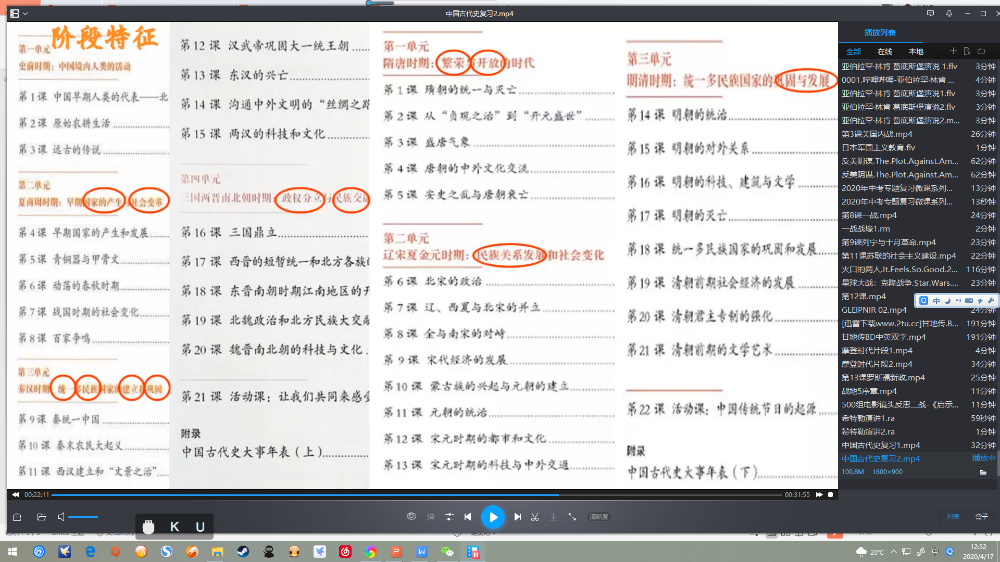 中国古代史复习2.mp4
阶段特征
第一单元
史前时期：中国境内人类的活动
第1课 中国早期人类的代表——北
第2课 原始农耕生活
第3课 远古的传说
第二单元
夏商周时期：早期国家的产生与社会变革
第4课 早期国家的产生和发展
第5课 青铜器与甲骨文
第6课 动荡的春秋时期
第7课 战国时期的社会变化
第8课 百家争鸣
第三单元
秦汉时期：统一多民族国家的建立和巩固
第9课 秦统一中国
第10课 秦末农民大起义
第11课 西汉建立和“文景之治”
第12课 汉武帝巩固大一统王朝
第13课 东汉的兴亡
第14课 沟通中外文明的“丝绸之路
第15课 两汉的科技和文化
第四单元
三国两晋南北朝时期：政权分立与民族交融
第16课 三国鼎立
第17课 西晋的短暂统一和北方各族的
第18课 东晋南朝时期江南地区的开
第19课 北魏政治和北方民族大交融
第20课 魏晋南北朝的科技与文化
第21课 活动课：让我们共同来感受
附录
中国古代史大事年表（上）
第一单元
隋唐时期：繁荣与开放的时代
第1课 隋朝的统一与灭亡
第2课 从“贞观之治”到“开元盛世”
第3课 盛唐气象
第4课 唐朝的中外文化交流
第5课 安史之乱与唐朝衰亡
第二单元
辽宋夏金元时期：民族关系发展和社会变化
第6课 北宋的政治
第7课 辽、西夏与北宋的并立
第8课 金与南宋的对峙
第9课 宋代经济的发展
第10课 蒙古族的兴起与元朝的建立
第11课 元朝的统治
第12课 宋元时期的都市和文化
第13课 宋元时期的科技与中外交通
第三单元
明清时期：统一多民族国家的巩固与发展
第14课 明朝的统治
第15课 明朝的对外关系
第16课 明朝的科技、建筑与文学
第17课 明朝的灭亡
第18课 统一多民族国家的巩固和发展
第19课 清朝前期社会经济的发展
第20课 清朝君主专制的强化
第21课 清朝前期的文学艺术
第22课 活动课：中国传统节日的起源
附录
中国古代史大事年表（下）
播放列表
全部 在线 本地
亚伯拉罕·林肯 葛底斯堡演说 1.flv 3分钟
0001.哔哩哔哩-亚伯拉罕·林肯 ... 4分钟
亚伯拉罕·林肯 葛底斯堡演说1.flv 3分钟
亚伯拉罕·林肯 葛底斯堡演说2.flv 3分钟
亚伯拉罕·林肯 葛底斯堡演说2.m... 3分钟
第3课美国内战.mp4 26分钟
日本军国主义教育.flv 1分钟
反美阴谋.The.Plot.Against.Am... 62分钟
反美阴谋.The.Plot.Against.Am... 62分钟
2020年中考专题复习微课系列... 13分钟
2020年中考专题复习微课系列... 13秒钟
第8课一战.mp4 24分钟
一战战壕1.rm 2分钟
第9课列宁与十月革命.mp4 23分钟
第11课苏联的社会主义建设.mp4 22分钟
火口的两人.It.Feels.So.Good.2... 116分钟
星球大战：克隆战争.Star.Wars.... 23分钟
第12课.mp4
中
GLEIPNIR 02.mp4 24分钟
[迅雷下载www.2tu.cc]甘地传.B... 191分钟
甘地传BD中英双字.mp4 191分钟
摩登时代片段1.mp4 4分钟
摩登时代片段2.mp4 34分钟
第13课罗斯福新政.mp4 25分钟
战地5序章.mp4 11分钟
500组电影镜头反思二战-《启示... 11分钟
希特勒演讲1.ra 59秒钟
希特勒演讲2.ra 1分钟
中国古代史复习1.mp4 32分钟
中国古代史复习2.mp4 播放中
100.8M 1600×900
00:22:11 00:31:55
弹 清晰度
列表 盒子
K U
20℃ 中
12:52
2020/4/17